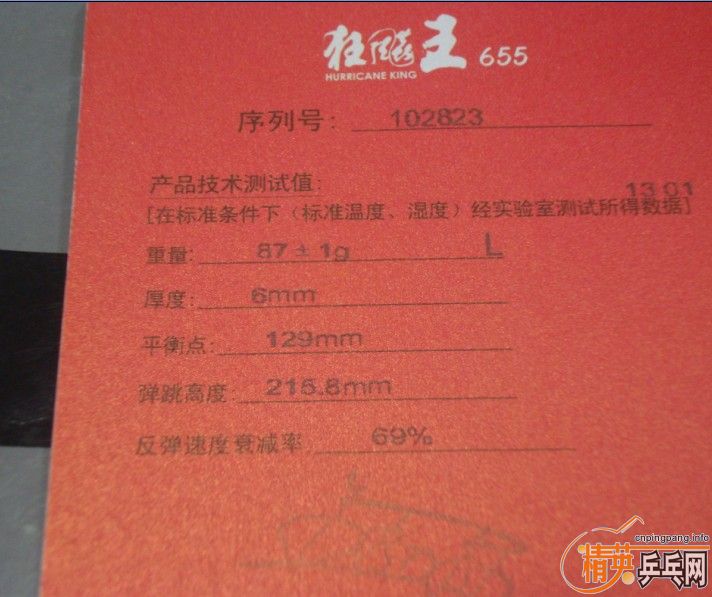 狂飚王 655
HURRICANE KING
序列号: 102823
产品技术测试值: 13 01
[在标准条件下（标准温度、湿度）经实验室测试所得数据]
重量: 87±1g L
厚度: 6mm
平衡点: 129mm
弹跳高度: 215.8mm
反弹速度衰减率 69%
cnpingpang.info
精英乒乓网